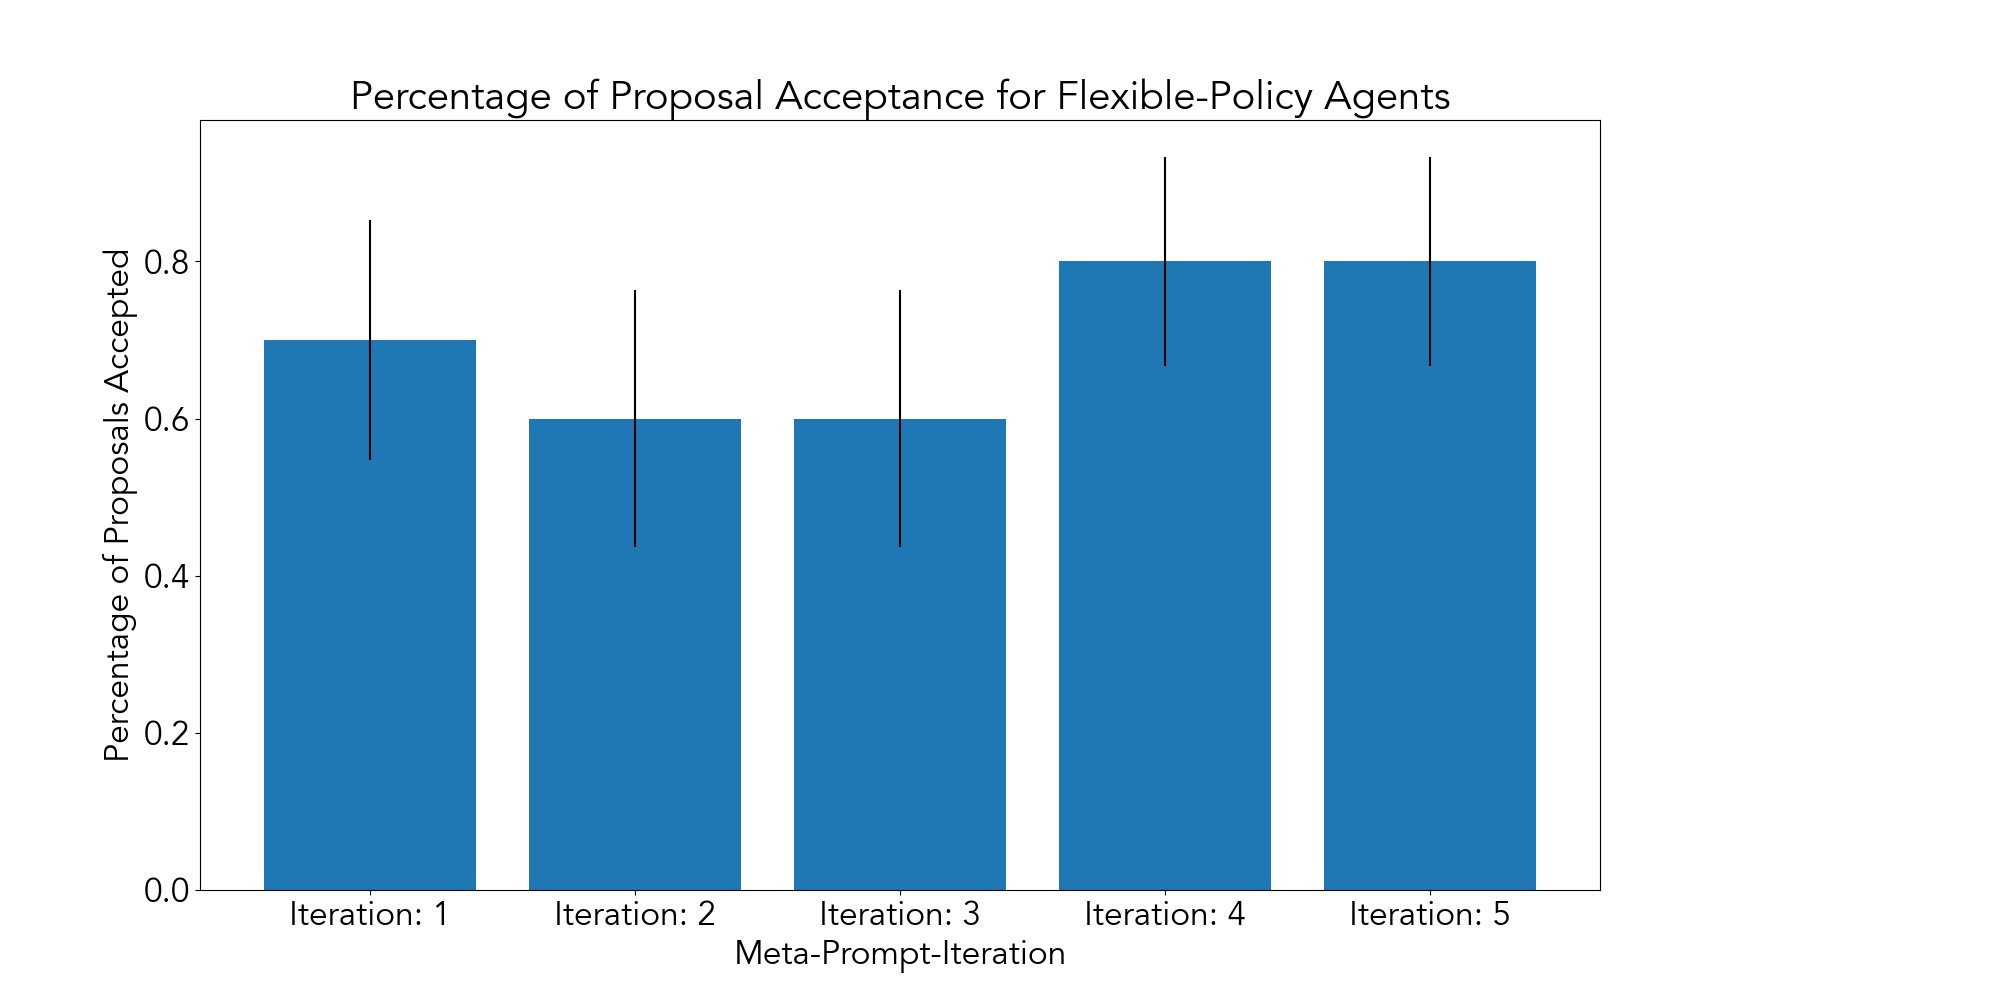 Percentage of Proposal Acceptance for Flexible-Policy Agents
Percentage of Proposals Accepted
0.8
0.6
0.4
0.2
0.0
Iteration: 1
Iteration: 2
Iteration: 3
Iteration: 4
Iteration: 5
Meta-Prompt-Iteration